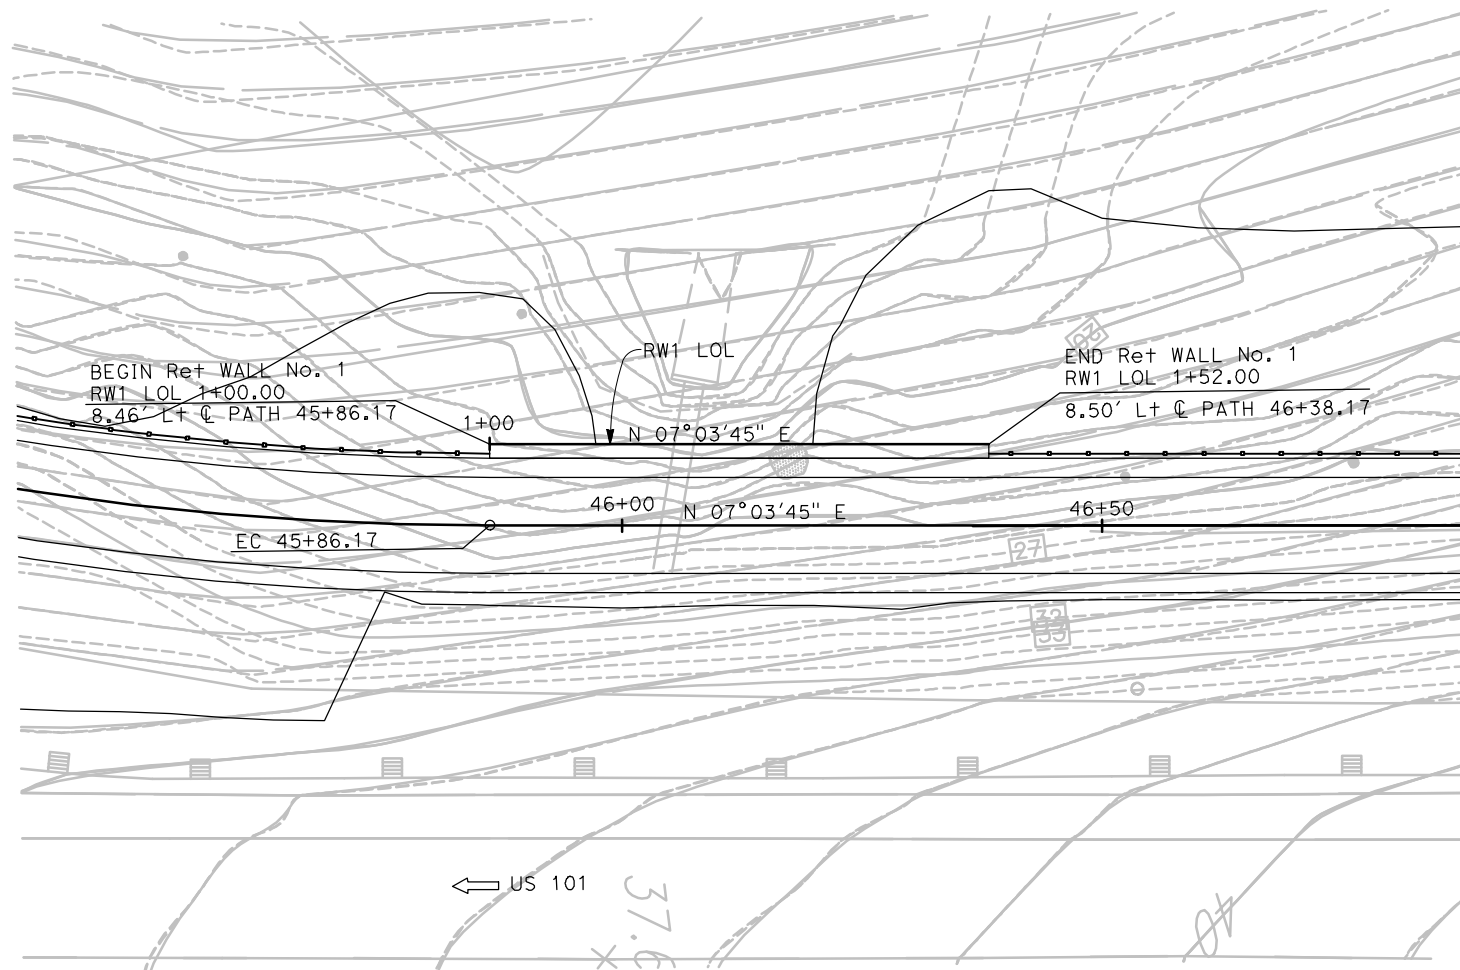 BEGIN Ret WALL No. 1
RW1 LOL 1+00.00
8.46' Lt ℄ PATH 45+86.17
1+00
RW1 LOL
N 07°03'45" E
END Ret WALL No. 1
RW1 LOL 1+52.00
8.50' Lt ℄ PATH 46+38.17
46+00
N 07°03'45" E
46+50
EC 45+86.17
27
US 101
40